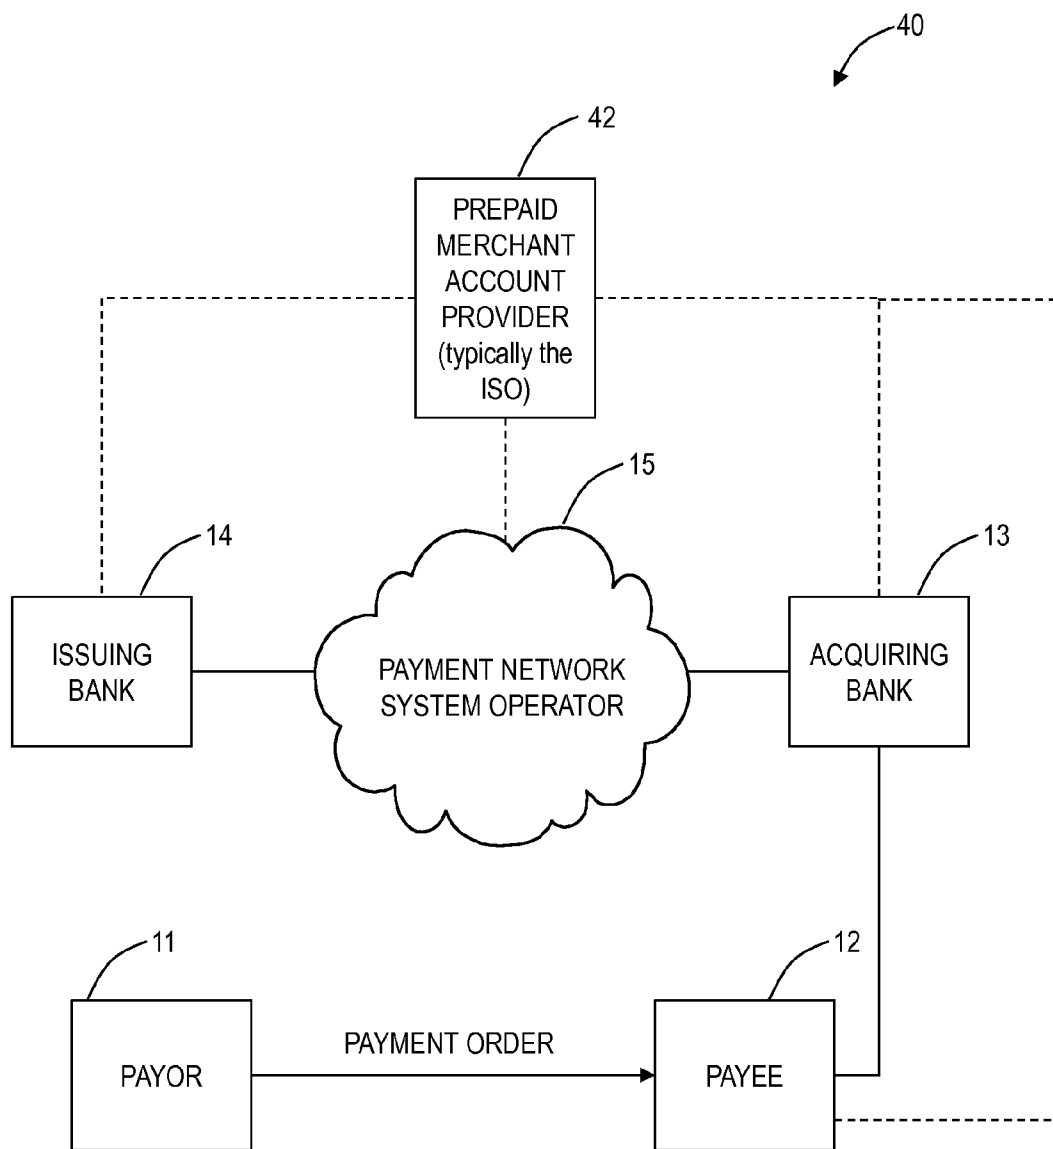 40
42
PREPAID
MERCHANT
ACCOUNT
PROVIDER
(typically the
ISO)
15
14
13
ISSUING
BANK
PAYMENT NETWORK
SYSTEM OPERATOR
ACQUIRING
BANK
11
12
PAYMENT ORDER
PAYOR
PAYEE